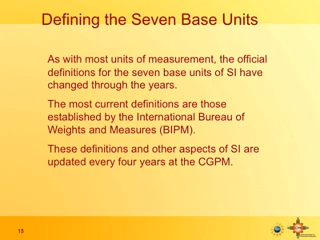 Defining the Seven Base Units
As with most units of measurement, the official
definitions for the seven base units of SI have
changed through the years.
The most current definitions are those
established by the International Bureau of
Weights and Measures (BIPM).
These definitions and other aspects of SI are
updated every four years at the CGPM.
15